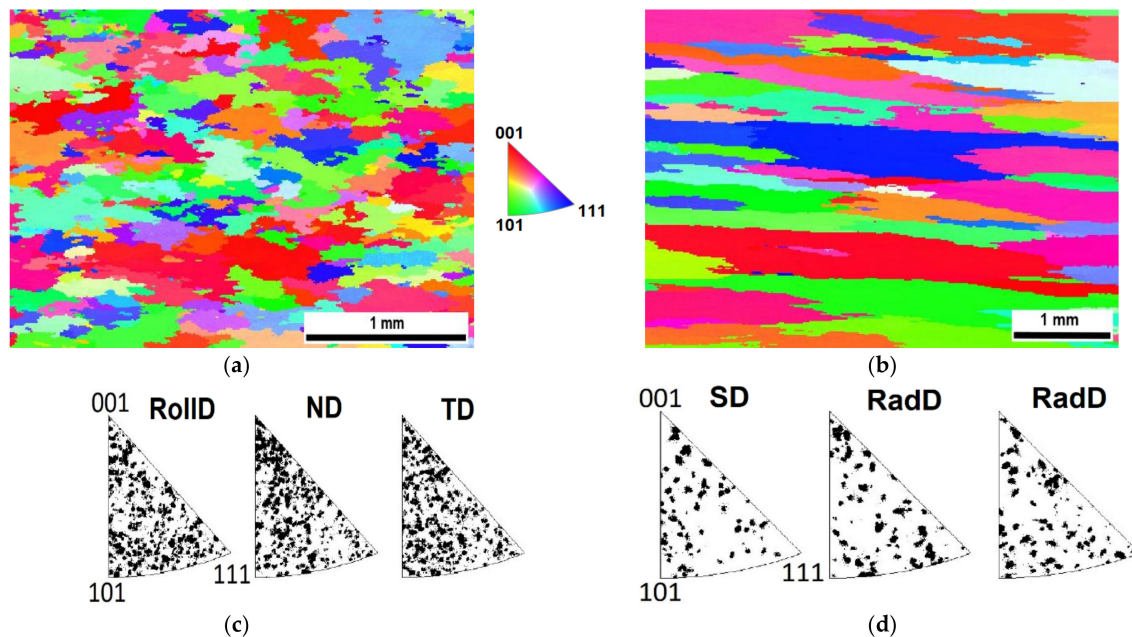 001
111
101
1 mm
1 mm
(a)
(b)
001 RollD ND TD
101 111
001 SD RadD RadD
101 111
(c)
(d)